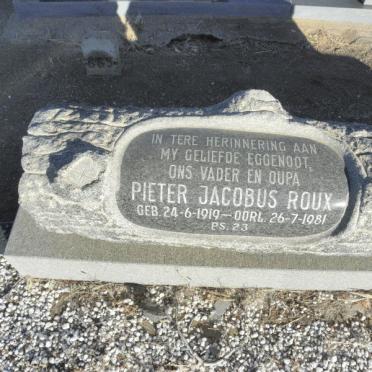 IN TERE HERINNERING AAN
MY GELIEFDE EGGENOOT,
ONS VADER EN OUPA
PIETER JACOBUS ROUX
GEB. 24-6-1919 – OORL. 26-7-1981
PS. 23